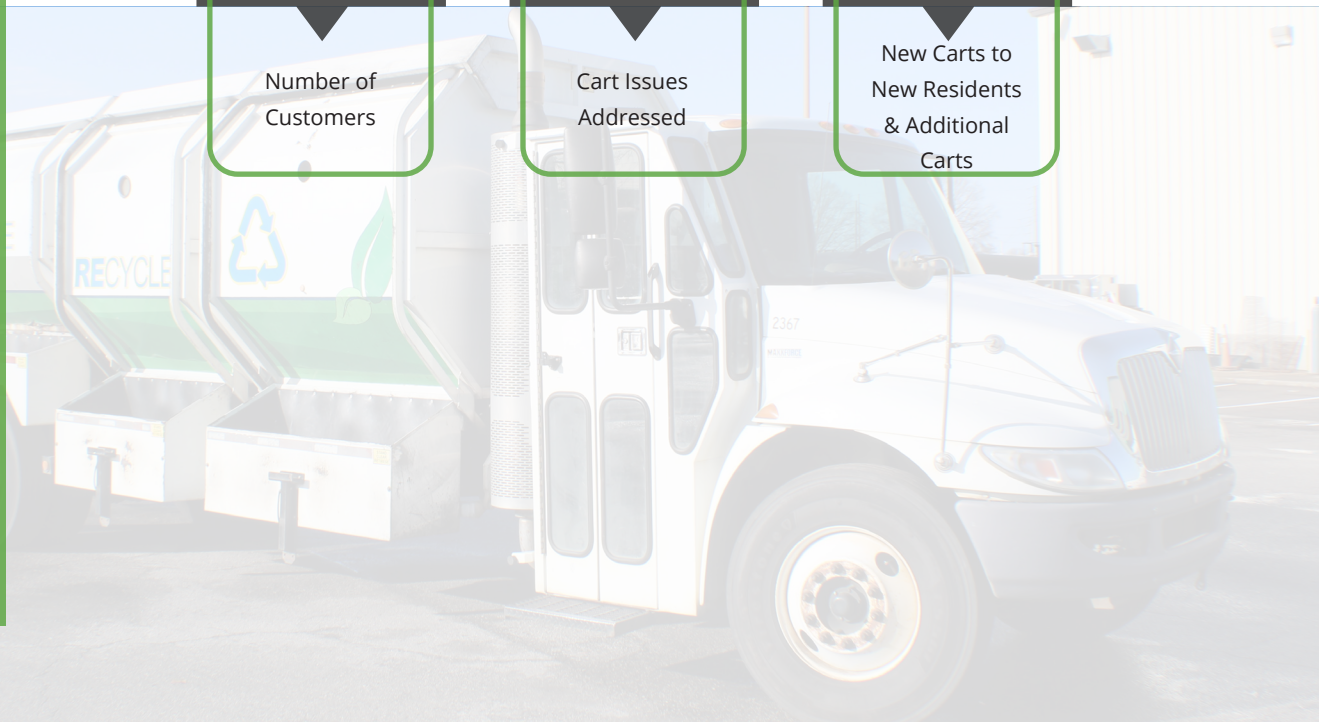 Number of
Customers
Cart Issues
Addressed
New Carts to
New Residents
& Additional
Carts
RECYCLE
2367